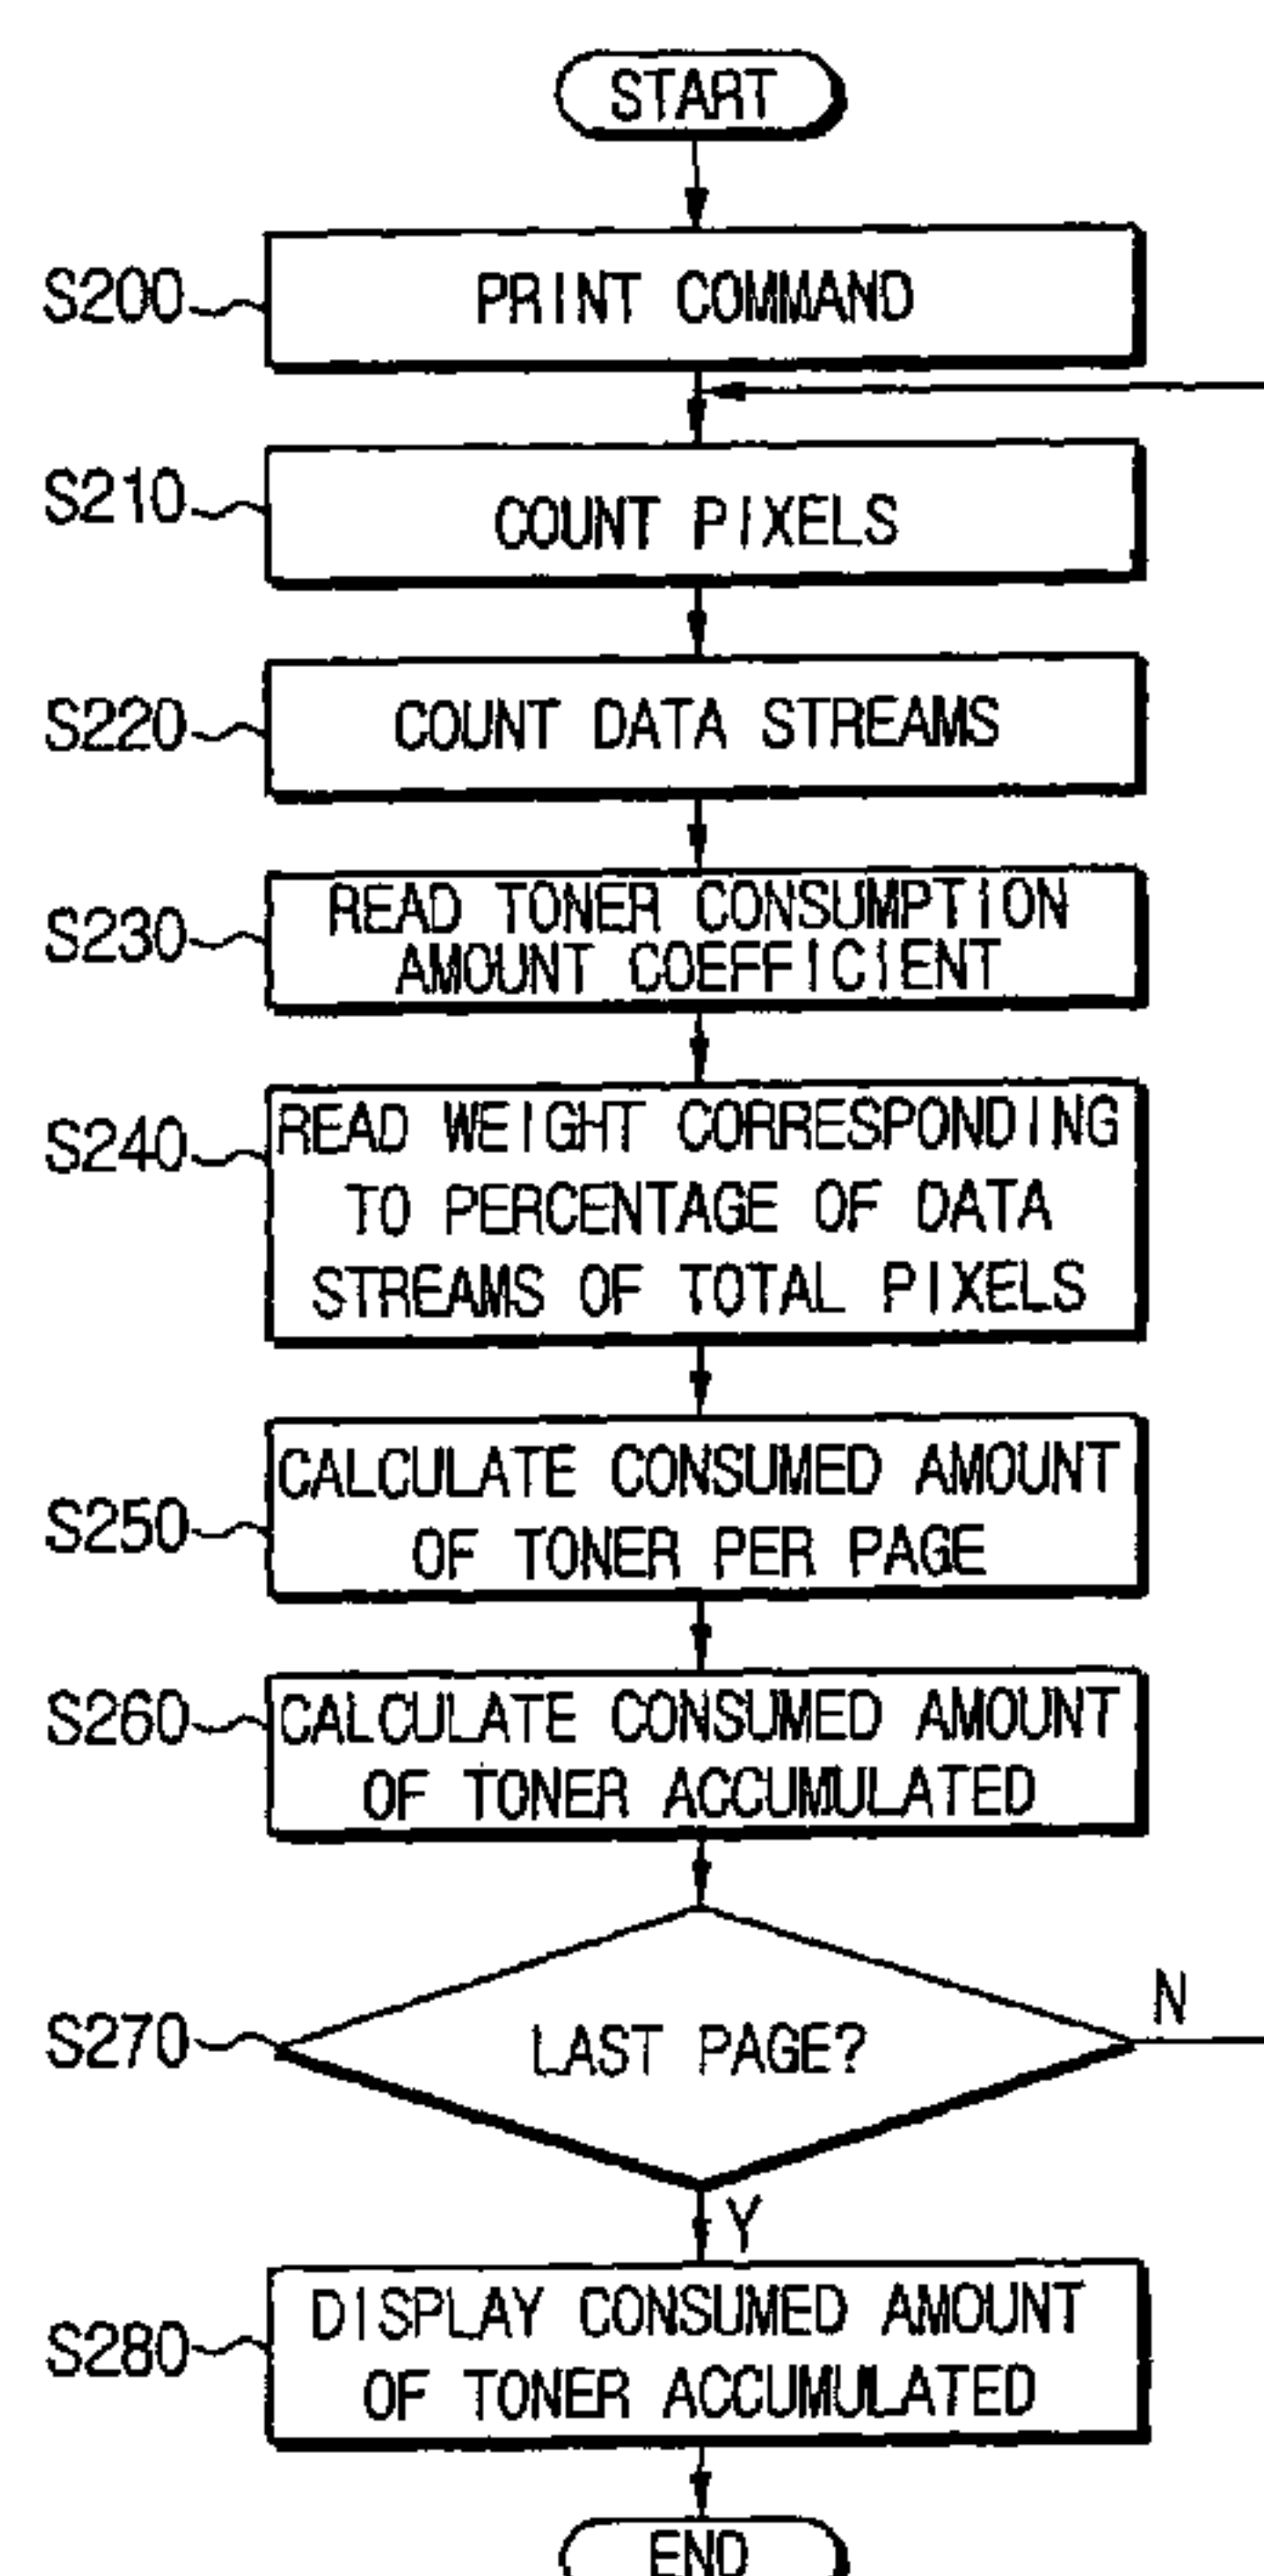 START
S200
PRINT COMMAND
S210
COUNT PIXELS
S220
COUNT DATA STREAMS
S230
READ TONER CONSUMPTION
AMOUNT COEFFICIENT
S240
READ WEIGHT CORRESPONDING
TO PERCENTAGE OF DATA
STREAMS OF TOTAL PIXELS
S250
CALCULATE CONSUMED AMOUNT
OF TONER PER PAGE
S260
CALCULATE CONSUMED AMOUNT
OF TONER ACCUMULATED
S270
LAST PAGE?
N
Y
S280
DISPLAY CONSUMED AMOUNT
OF TONER ACCUMULATED
END